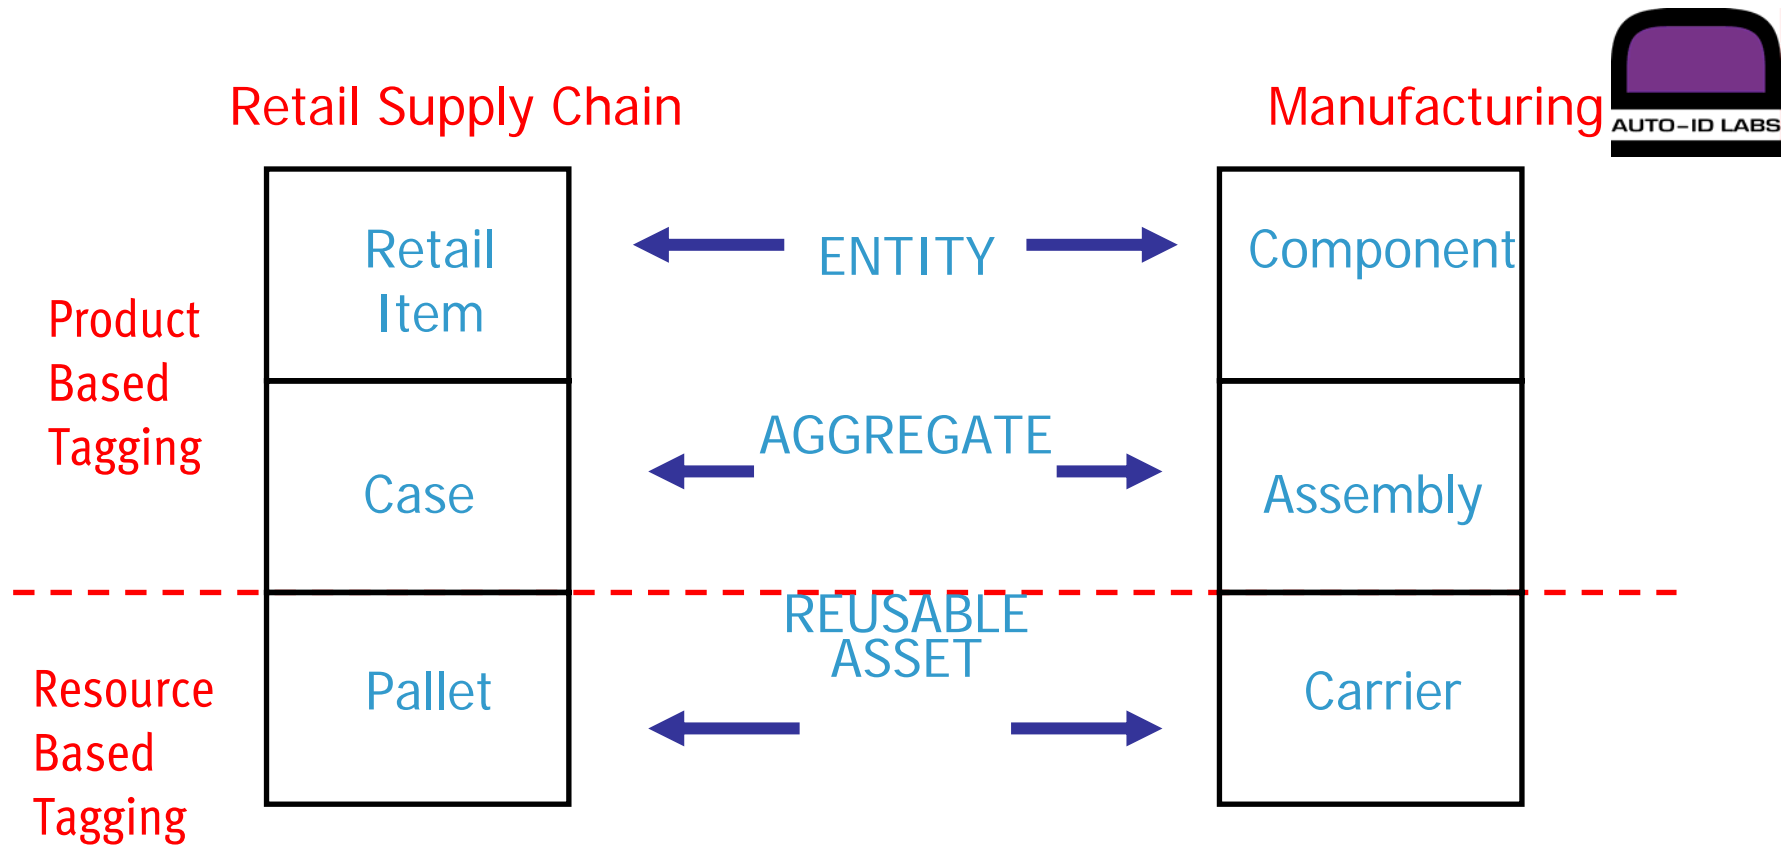 Retail Supply Chain
Manufacturing
AUTO-ID LABS
Retail
Item
ENTITY
Component
Product
Based
Tagging
Case
AGGREGATE
Assembly
REUSABLE
ASSET
Pallet
Carrier
Resource
Based
Tagging